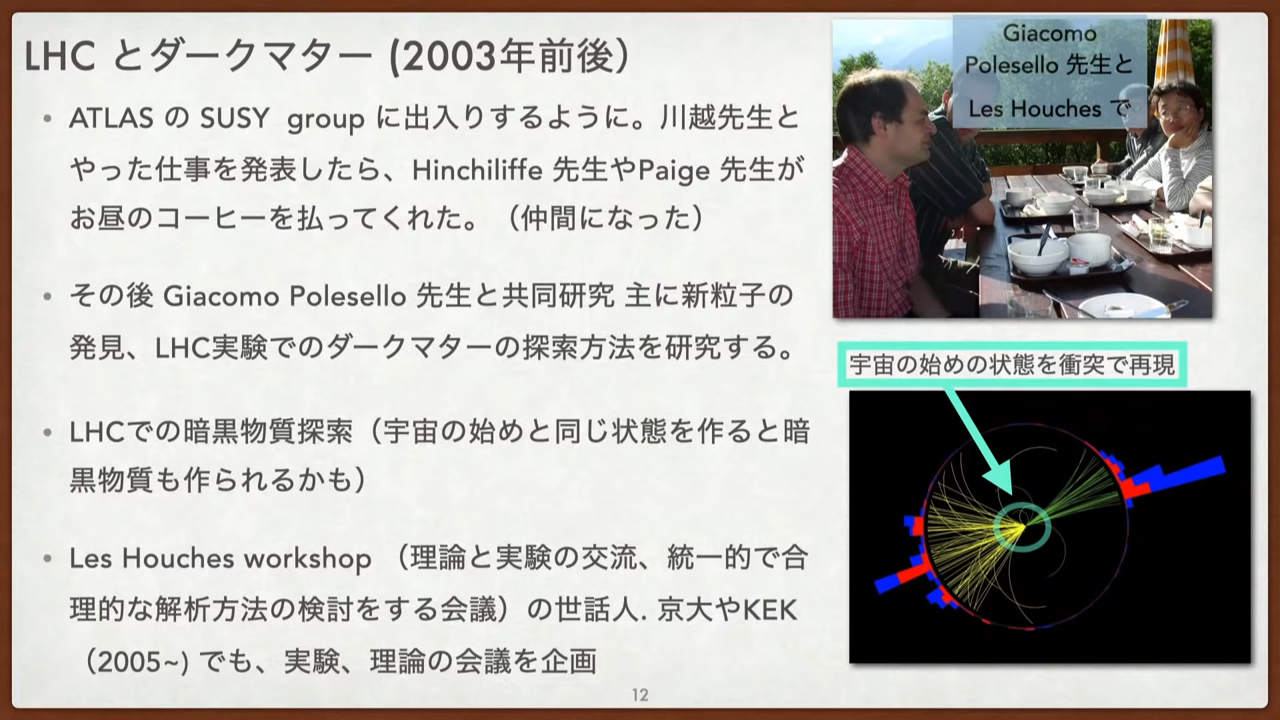 LHC とダークマター (2003年前後）
• ATLAS の SUSY group に出入りするように。川越先生と
やった仕事を発表したら、Hinchiliffe 先生やPaige 先生が
お昼のコーヒーを払ってくれた。（仲間になった）
• その後 Giacomo Polesello 先生と共同研究 主に新粒子の
発見、LHC実験でのダークマターの探索方法を研究する。
• LHCでの暗黒物質探索（宇宙の始めと同じ状態を作ると暗
黒物質も作られるかも）
• Les Houches workshop （理論と実験の交流、統一的で合
理的な解析方法の検討をする会議）の世話人. 京大やKEK
（2005~) でも、実験、理論の会議を企画
Giacomo
Polesello 先生と
Les Houches で
宇宙の始めの状態を衝突で再現
12